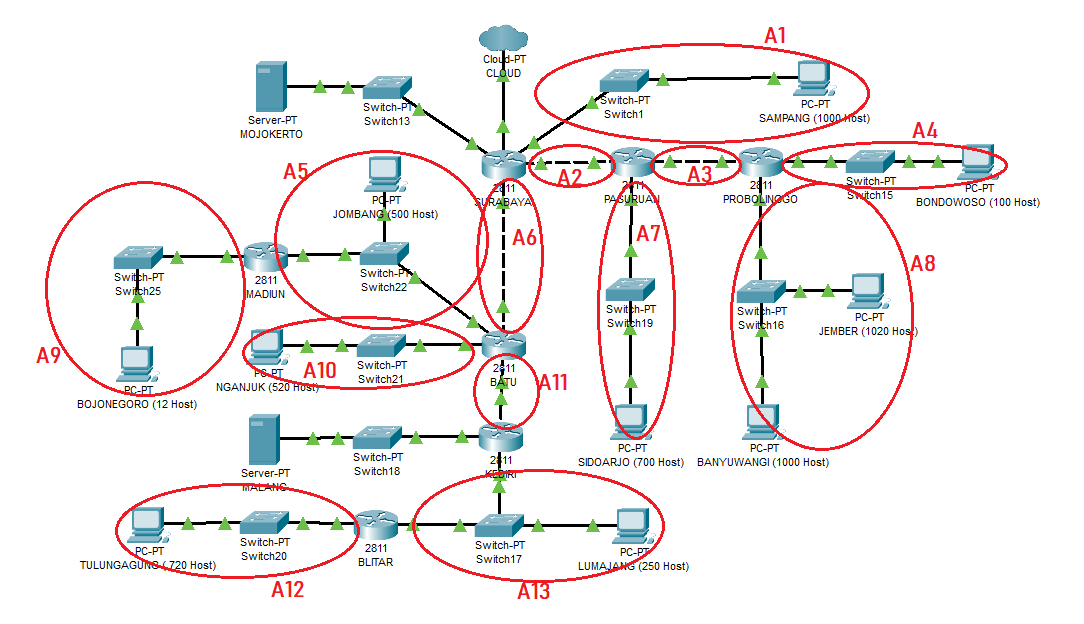 A1
Cloud-PT
CLOUD
Switch-PT
Switch13
Server-PT
MOJOKERTO
Switch-PT
Switch1
PC-PT
SAMPANG (1000 Host)
A4
A5
2811
SURABAYA
A2
2811
PASURUAN
A3
2811
PROBOLINGGO
Switch-PT
Switch15
PC-PT
BONDOWOSO (100 Host)
PC-PT
JOMBANG (500 Host)
A6
A7
A8
Switch-PT
Switch25
2811
MADIUN
Switch-PT
Switch22
Switch-PT
Switch19
Switch-PT
Switch16
PC-PT
JEMBER (1020 Host)
A9
PC-PT
BOJONEGORO (12 Host)
PC-PT
NGANJUK (520 Host)
A10
Switch-PT
Switch21
2811
BATU
A11
Server-PT
MALANG
Switch-PT
Switch18
2811
KEDIRI
PC-PT
SIDOARJO (700 Host)
PC-PT
BANYUWANGI (1000 Host)
PC-PT
TULUNGAGUNG ( 720 Host)
Switch-PT
Switch20
2811
BLITAR
Switch-PT
Switch17
PC-PT
LUMAJANG (250 Host)
A12
A13